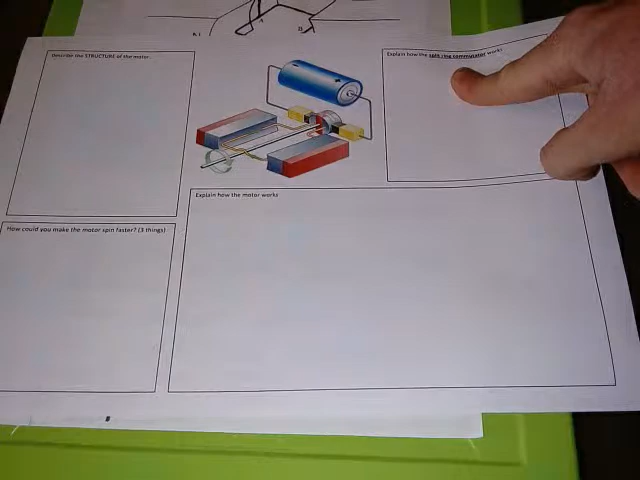 Describe the STRUCTURE of the motor
Explain how the split ring commutator works
Explain how the motor works
How could you make the motor spin faster? (3 things)